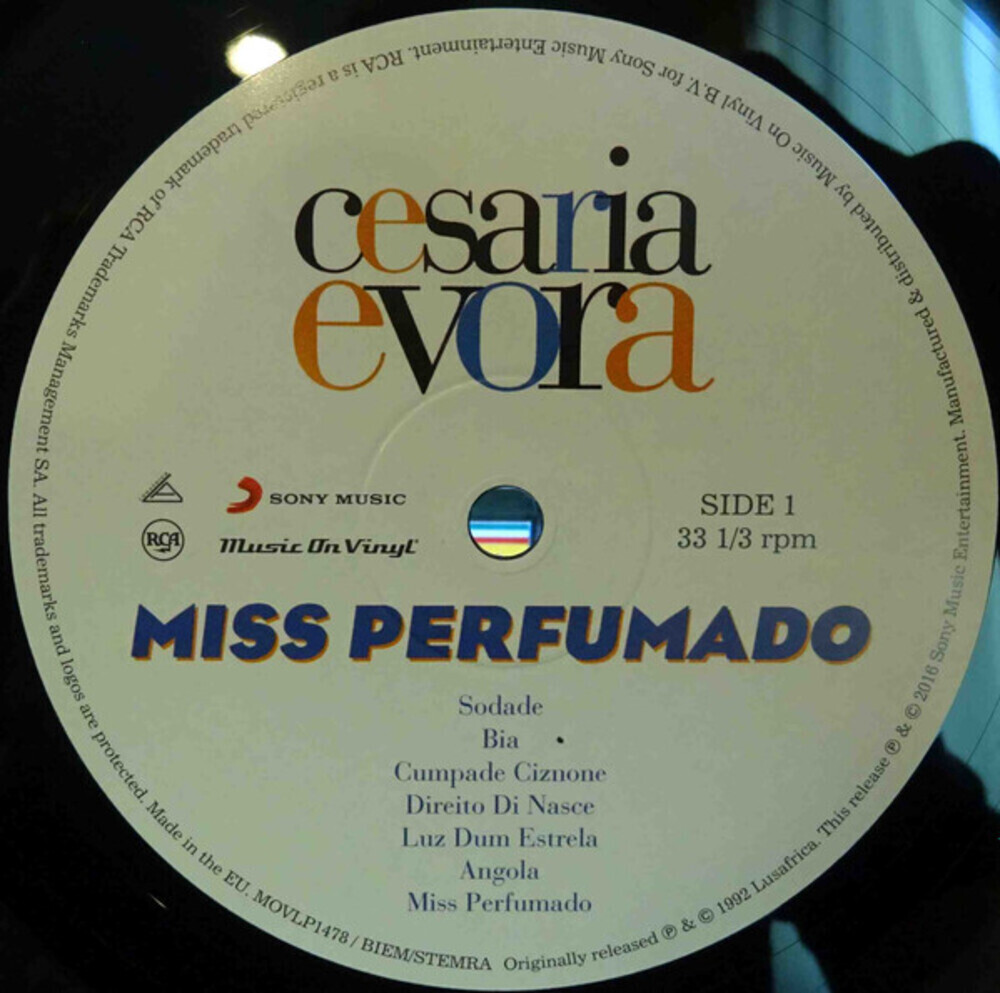 cesaria
evora
SONY MUSIC
RCA
Music On Vinyl
SIDE 1
33 1/3 rpm
MISS PERFUMADO
Sodade
Bia
Cumpade Ciznone
Direito Di Nasce
Luz Dum Estrela
Angola
Miss Perfumado
Originally released ℗ & © 1992 Lusafrica. This release ℗ & © 2016 Sony Music Entertainment. Manufactured & distributed by Music On Vinyl B.V. for Sony Music Entertainment. RCA is a registered trademark of RCA Trademarks Management SA. All trademarks and logos are protected. Made in the EU. MOVLP1478 / BIEM/STEMRA